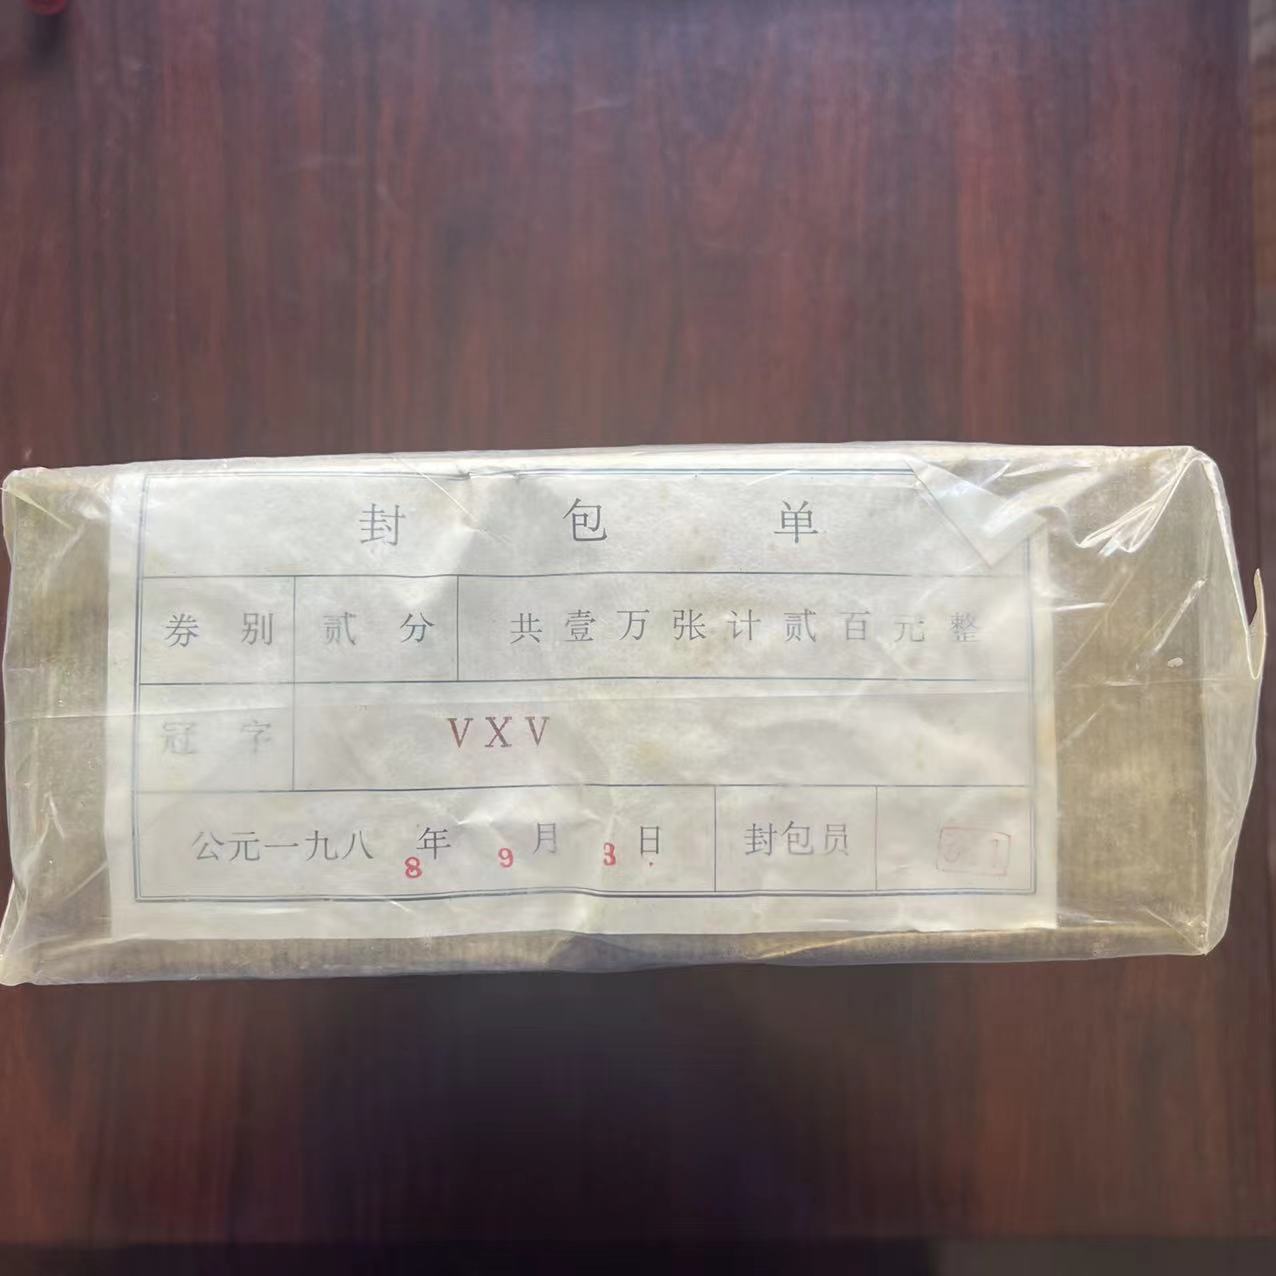 封包单
券别 贰分 共壹万张计贰百元整
冠字 VXV
公元一九八8年9月3日 封包员